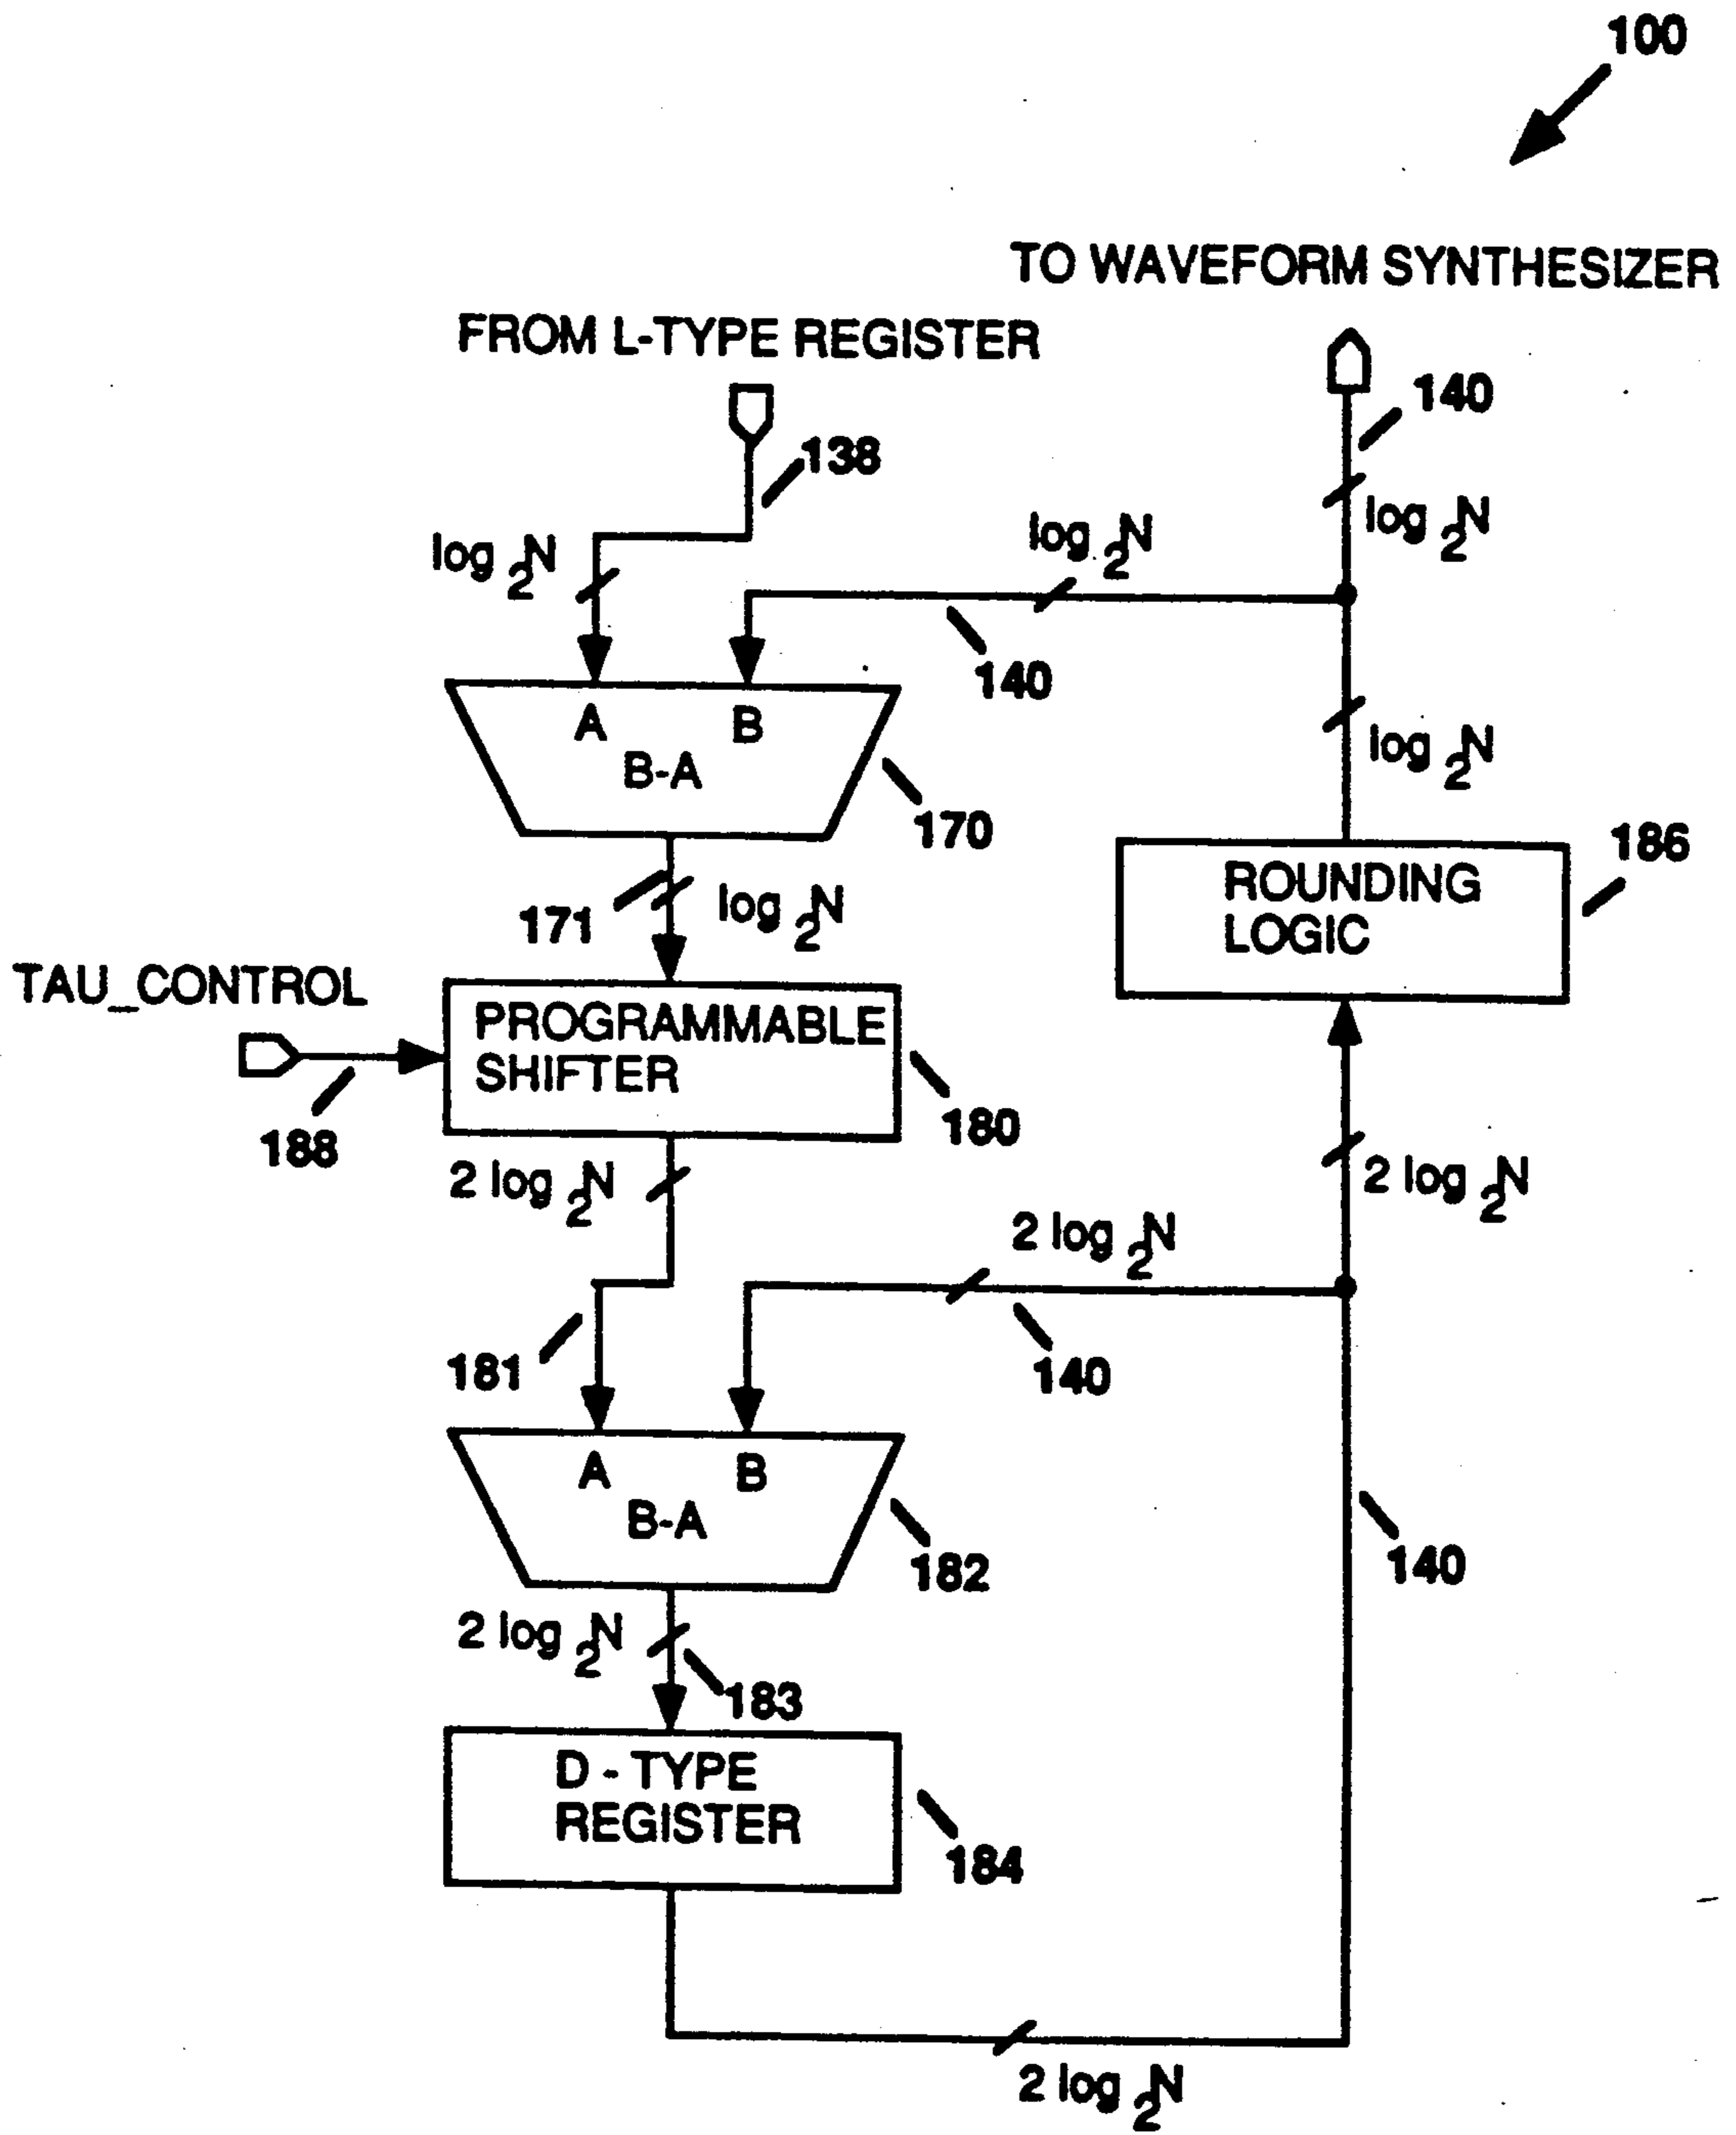 100
TO WAVEFORM SYNTHESIZER
FROM L-TYPE REGISTER
140
138
log 2N
log 2N
log 2N
140
A B
B-A
log 2N
170
186
ROUNDING
LOGIC
171
log 2N
TAU_CONTROL
PROGRAMMABLE
SHIFTER
188
180
2 log 2N
2 log 2N
2 log 2N
181
140
A B
B-A
182
140
2 log 2N
183
D - TYPE
REGISTER
184
2 log 2N